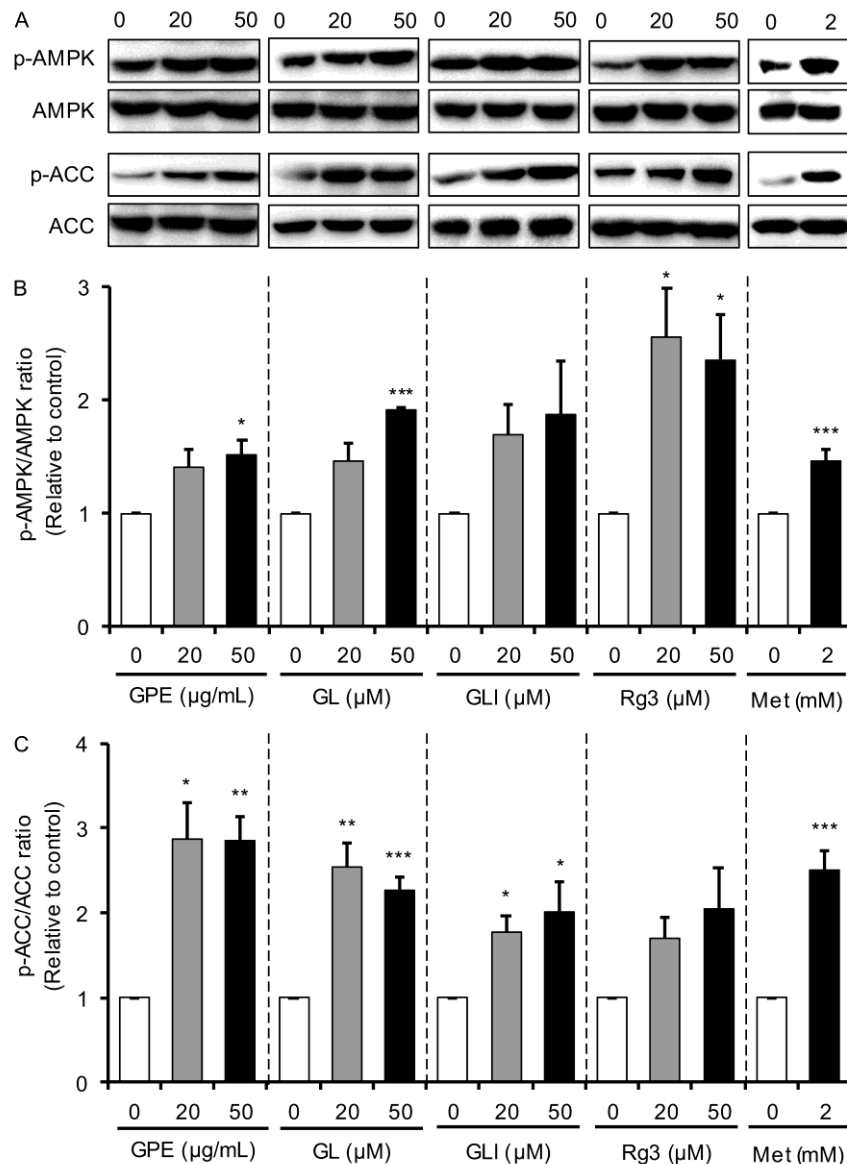 A 0 20 50 0 20 50 0 20 50 0 20 50 0 2
p-AMPK
AMPK
p-ACC
ACC
B
p-AMPK/AMPK ratio
(Relative to control)
3
2
1
0
* *** * * ***
0 20 50 0 20 50 0 20 50 0 20 50 0 2
GPE (µg/mL) GL (µM) GLI (µM) Rg3 (µM) Met (mM)
C
p-ACC/ACC ratio
(Relative to control)
4
3
2
1
0
* ** ** *** * * ***
0 20 50 0 20 50 0 20 50 0 20 50 0 2
GPE (µg/mL) GL (µM) GLI (µM) Rg3 (µM) Met (mM)